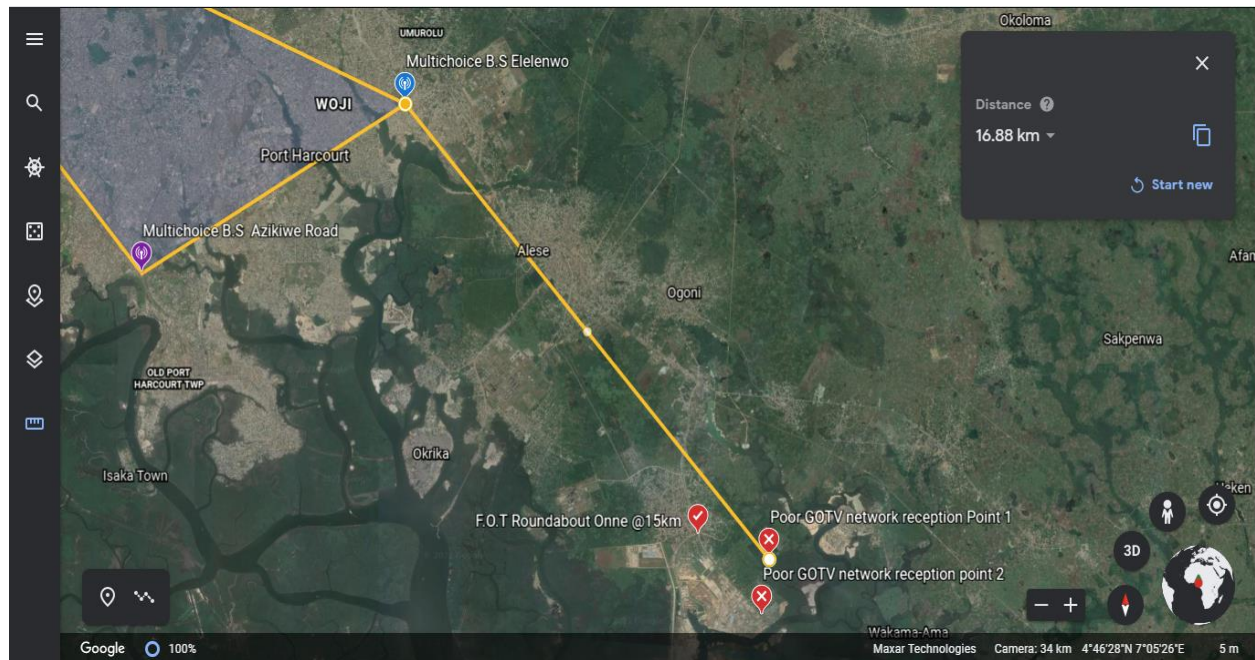 Okoloma
UMUROLU
Multichoice B.S Elelenwo
WOJI
Distance ?
16.88 km
Port Harcourt
Start new
Multichoice B.S Azikiwe Road
Alese
Afan
Ogoni
Sakpenwa
OLD PORT
HARCOURT TWP
Okrika
Isaka Town
F.O.T Roundabout Onne @15km
Poor GOTV network reception Point 1
Poor GOTV network reception point 2
3D
Wakama-Ama
Google 100% Maxar Technologies Camera: 34 km 4°46'28"N 7°05'26"E 5 m